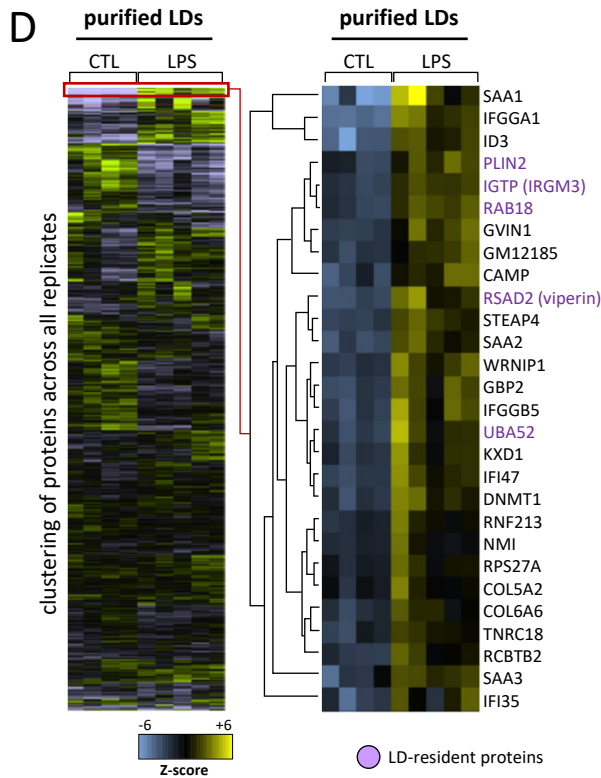 D
purified LDs
purified LDs
CTL
LPS
CTL
LPS
clustering of proteins across all replicates
SAA1
IFGGA1
ID3
PLIN2
IGTP (IRGM3)
RAB18
GVIN1
GM12185
CAMP
RSAD2 (viperin)
STEAP4
SAA2
WRNIP1
GBP2
IFGGB5
UBA52
KXD1
IFI47
DNMT1
RNF213
NMI
RPS27A
COL5A2
COL6A6
TNRC18
RCBTB2
SAA3
IFI35
-6
+6
Z-score
LD-resident proteins